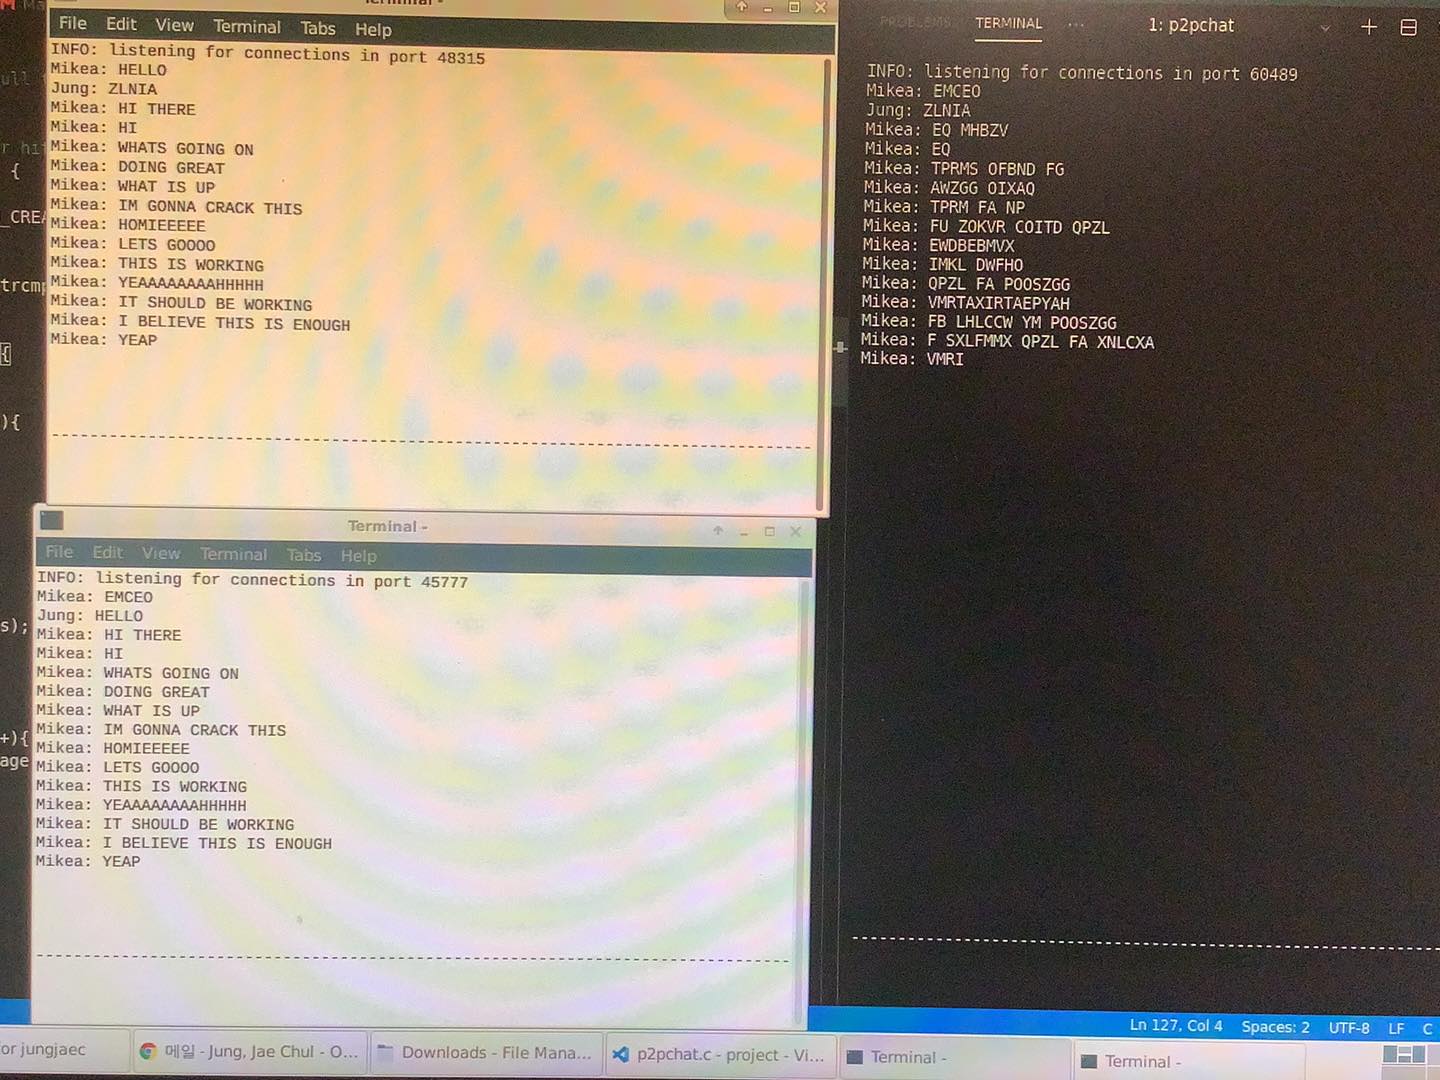 Terminal -
File Edit View Terminal Tabs Help
INFO: listening for connections in port 48315
Mikea: HELLO
Jung: ZLNIA
Mikea: HI THERE
Mikea: HI
Mikea: WHATS GOING ON
Mikea: DOING GREAT
Mikea: WHAT IS UP
Mikea: IM GONNA CRACK THIS
Mikea: HOMIEEEEE
Mikea: LETS GOOOO
Mikea: THIS IS WORKING
Mikea: YEAAAAAAAAHHHHH
Mikea: IT SHOULD BE WORKING
Mikea: I BELIEVE THIS IS ENOUGH
Mikea: YEAP
Terminal -
File Edit View Terminal Tabs Help
INFO: listening for connections in port 45777
Mikea: EMCEO
Jung: HELLO
Mikea: HI THERE
Mikea: HI
Mikea: WHATS GOING ON
Mikea: DOING GREAT
Mikea: WHAT IS UP
Mikea: IM GONNA CRACK THIS
Mikea: HOMIEEEEE
Mikea: LETS GOOOO
Mikea: THIS IS WORKING
Mikea: YEAAAAAAAAHHHHH
Mikea: IT SHOULD BE WORKING
Mikea: I BELIEVE THIS IS ENOUGH
Mikea: YEAP
PROBLEMS TERMINAL ··· 1: p2pchat
INFO: listening for connections in port 60489
Mikea: EMCEO
Jung: ZLNIA
Mikea: EQ MHBZV
Mikea: EQ
Mikea: TPRMS OFBND FG
Mikea: AWZGG OIXAQ
Mikea: TPRM FA NP
Mikea: FU ZOKVR COITD QPZL
Mikea: EWDBEBMVX
Mikea: IMKL DWFHO
Mikea: QPZL FA POOSZGG
Mikea: VMRTAXIRTAEPYAH
Mikea: FB LHLCCW YM POOSZGG
Mikea: F SXLFMMX QPZL FA XNLCXA
Mikea: VMRI
{
_CREA
trcmp
{
){
s);
+){
age
Ln 127, Col 4 Spaces: 2 UTF-8 LF C
or jungjaec
메일 - Jung, Jae Chul - O...
Downloads - File Mana...
p2pchat.c - project - Vi...
Terminal -
Terminal -